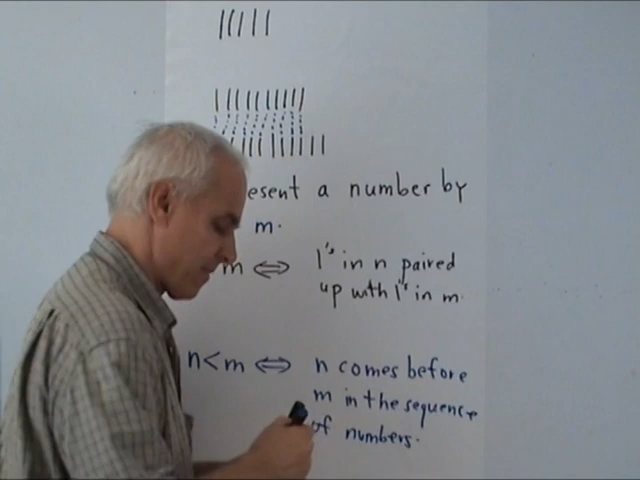 esent a number by
m.
m ⇔ 1's in n paired
up with 1's in m.
n<m ⇔ n comes before
m in the sequence
of numbers.